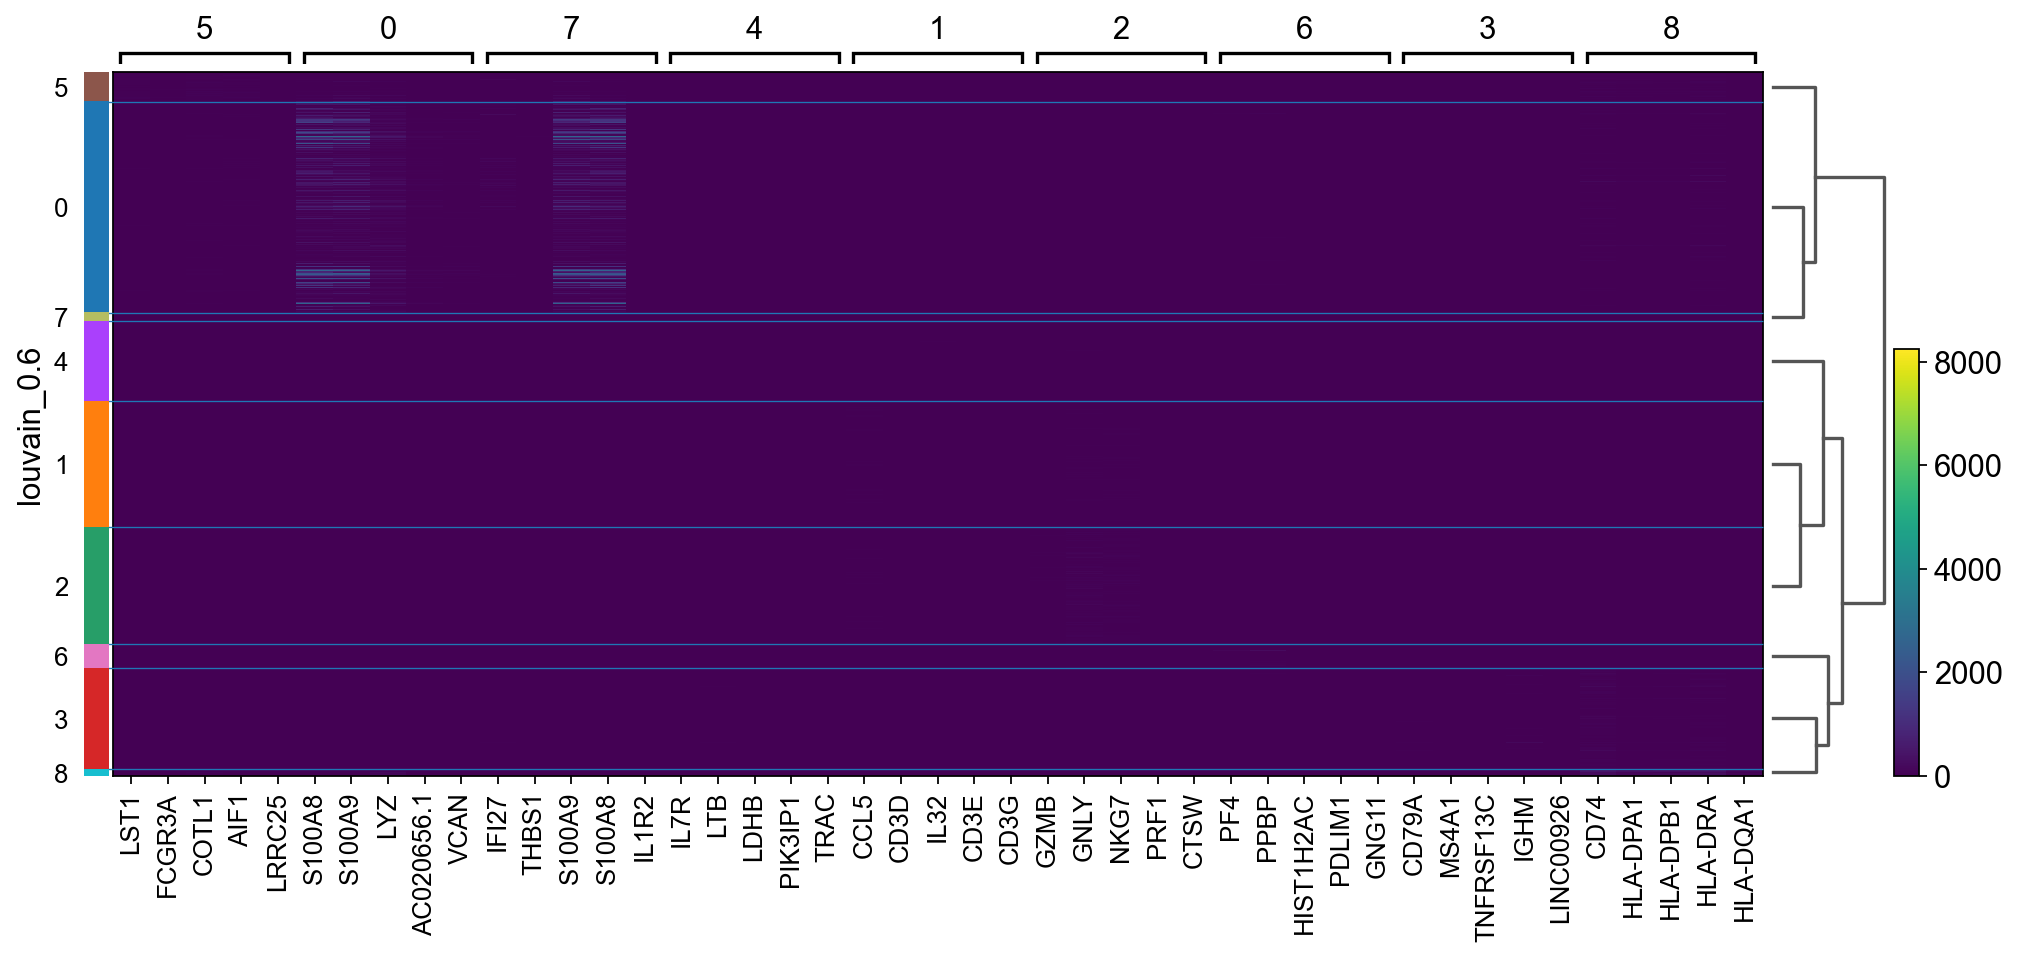 5 0 7 4 1 2 6 3 8
louvain_0.6
5
0
7
4
1
2
6
3
8
8000
6000
4000
2000
0
LST1
FCGR3A
COTL1
AIF1
LRRC25
S100A8
S100A9
LYZ
AC020656.1
VCAN
IFI27
THBS1
S100A9
S100A8
IL1R2
IL7R
LTB
LDHB
PIK3IP1
TRAC
CCL5
CD3D
IL32
CD3E
CD3G
GZMB
GNLY
NKG7
PRF1
CTSW
PF4
PPBP
HIST1H2AC
PDLIM1
GNG11
CD79A
MS4A1
TNFRSF13C
IGHM
LINC00926
CD74
HLA-DPA1
HLA-DPB1
HLA-DRA
HLA-DQA1